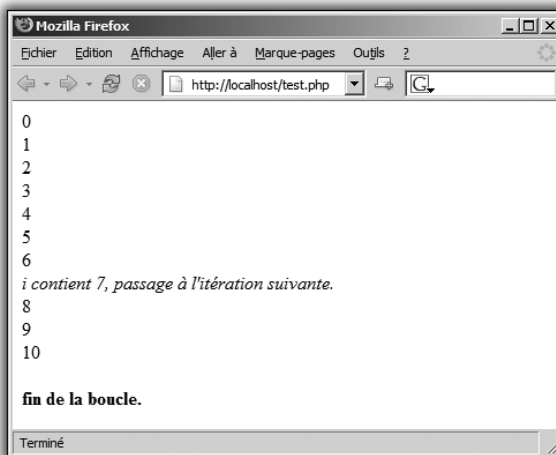 Mozilla Firefox
Fichier Edition Affichage Aller à Marque-pages Outils ?
http://localhost/test.php G
0
1
2
3
4
5
6
i contient 7, passage à l'itération suivante.
8
9
10
fin de la boucle.
Terminé